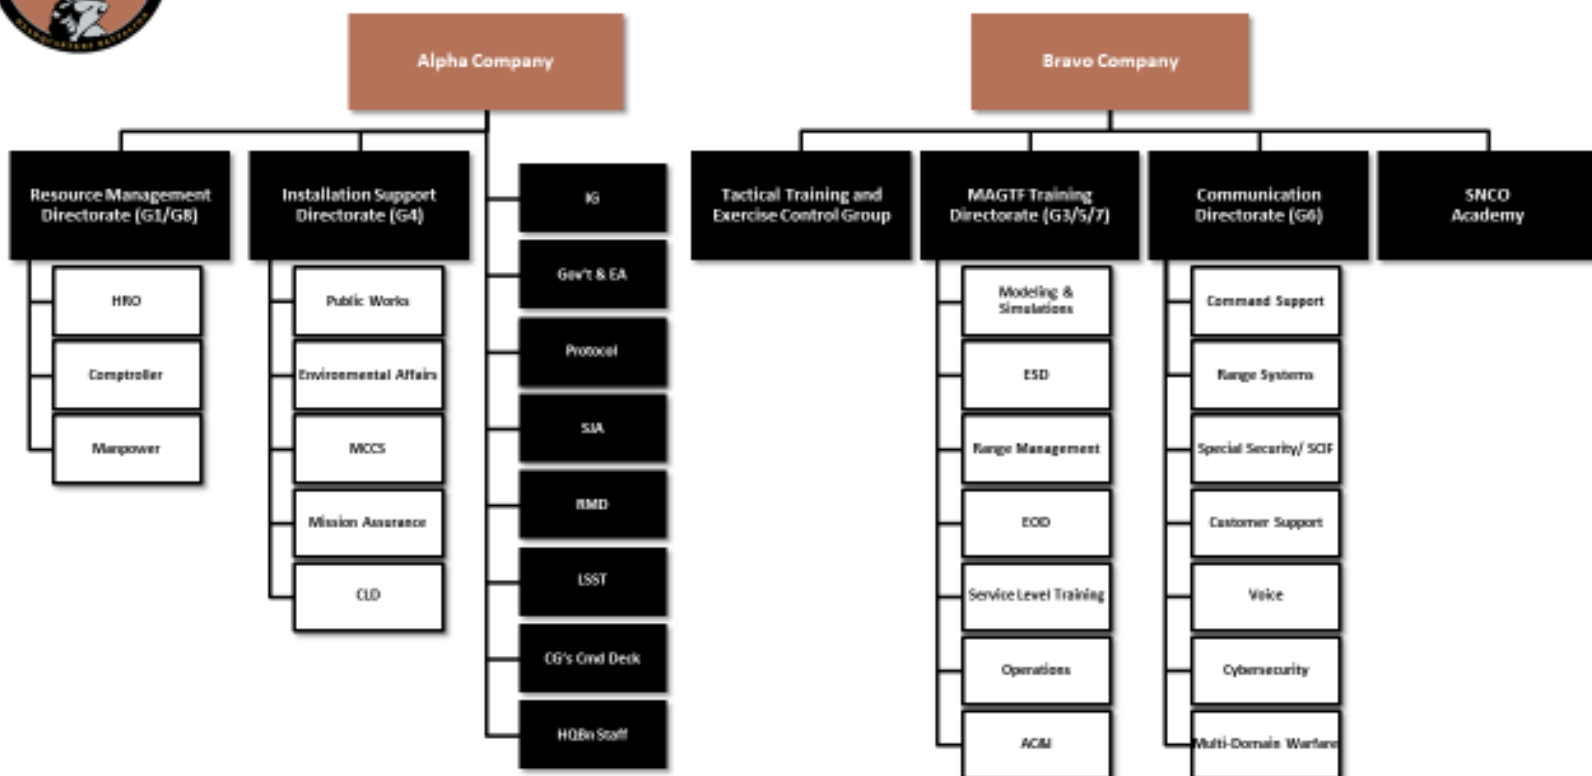 Alpha Company
Resource Management
Directorate (G1/G8)
HRO
Comptroller
Manpower
Installation Support
Directorate (G4)
Public Works
Environmental Affairs
MCCS
Mission Assurance
CLD
IG
Gov't & EA
Protocol
SJA
RMD
LSST
CG's Cmd Deck
HQBn Staff
Bravo Company
Tactical Training and
Exercise Control Group
MAGTF Training
Directorate (G3/5/7)
Modeling &
Simulations
ESD
Range Management
EOD
Service Level Training
Operations
Communication
Directorate (G6)
Command Support
Range Systems
Special Security/ SCIF
Customer Support
Voice
Cybersecurity
Multi-Domain Warfare
SNCO
Academy